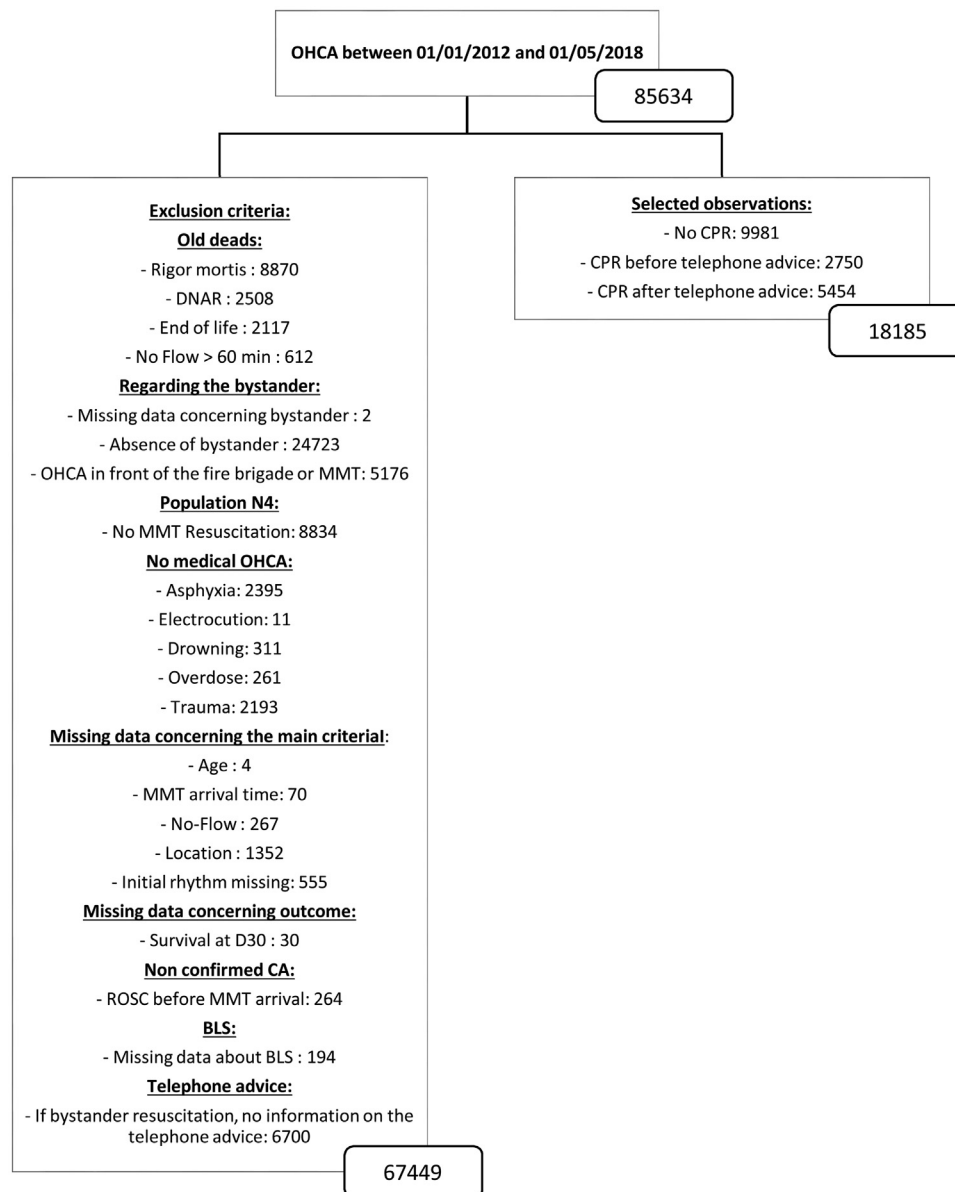 OHCA between 01/01/2012 and 01/05/2018
85634
Exclusion criteria:
Old deads:
- Rigor mortis : 8870
- DNAR : 2508
- End of life : 2117
- No Flow > 60 min : 612
Regarding the bystander:
- Missing data concerning bystander : 2
- Absence of bystander : 24723
- OHCA in front of the fire brigade or MMT: 5176
Population N4:
- No MMT Resuscitation: 8834
No medical OHCA:
- Asphyxia: 2395
- Electrocution: 11
- Drowning: 311
- Overdose: 261
- Trauma: 2193
Missing data concerning the main criterial:
- Age : 4
- MMT arrival time: 70
- No-Flow : 267
- Location : 1352
- Initial rhythm missing: 555
Missing data concerning outcome:
- Survival at D30 : 30
Non confirmed CA:
- ROSC before MMT arrival: 264
BLS:
- Missing data about BLS : 194
Telephone advice:
- If bystander resuscitation, no information on the
telephone advice: 6700
67449
Selected observations:
- No CPR: 9981
- CPR before telephone advice: 2750
- CPR after telephone advice: 5454
18185